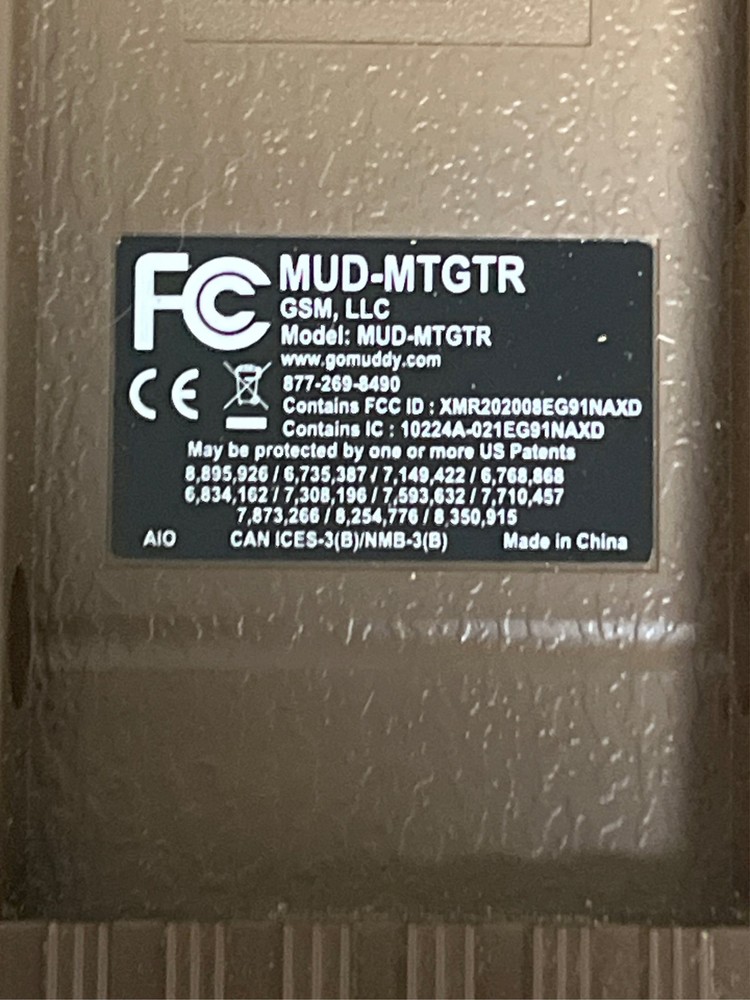 FC MUD-MTGTR
GSM, LLC
Model: MUD-MTGTR
www.gomuddy.com
CE 877-269-8490
Contains FCC ID : XMR202008EG91NAXD
Contains IC : 10224A-021EG91NAXD
May be protected by one or more US Patents
8,895,926 / 6,735,387 / 7,149,422 / 6,768,868
6,834,162 / 7,308,196 / 7,593,632 / 7,710,457
7,873,266 / 8,254,776 / 8,350,915
AIO CAN ICES-3(B)/NMB-3(B) Made in China